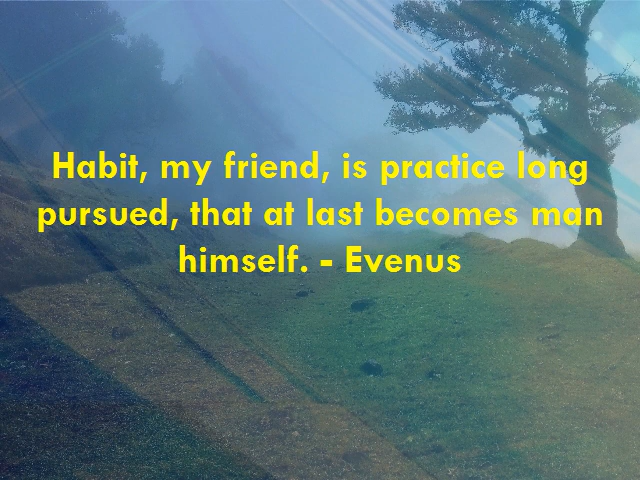 Habit, my friend, is practice long
pursued, that at last becomes man
himself. - Evenus